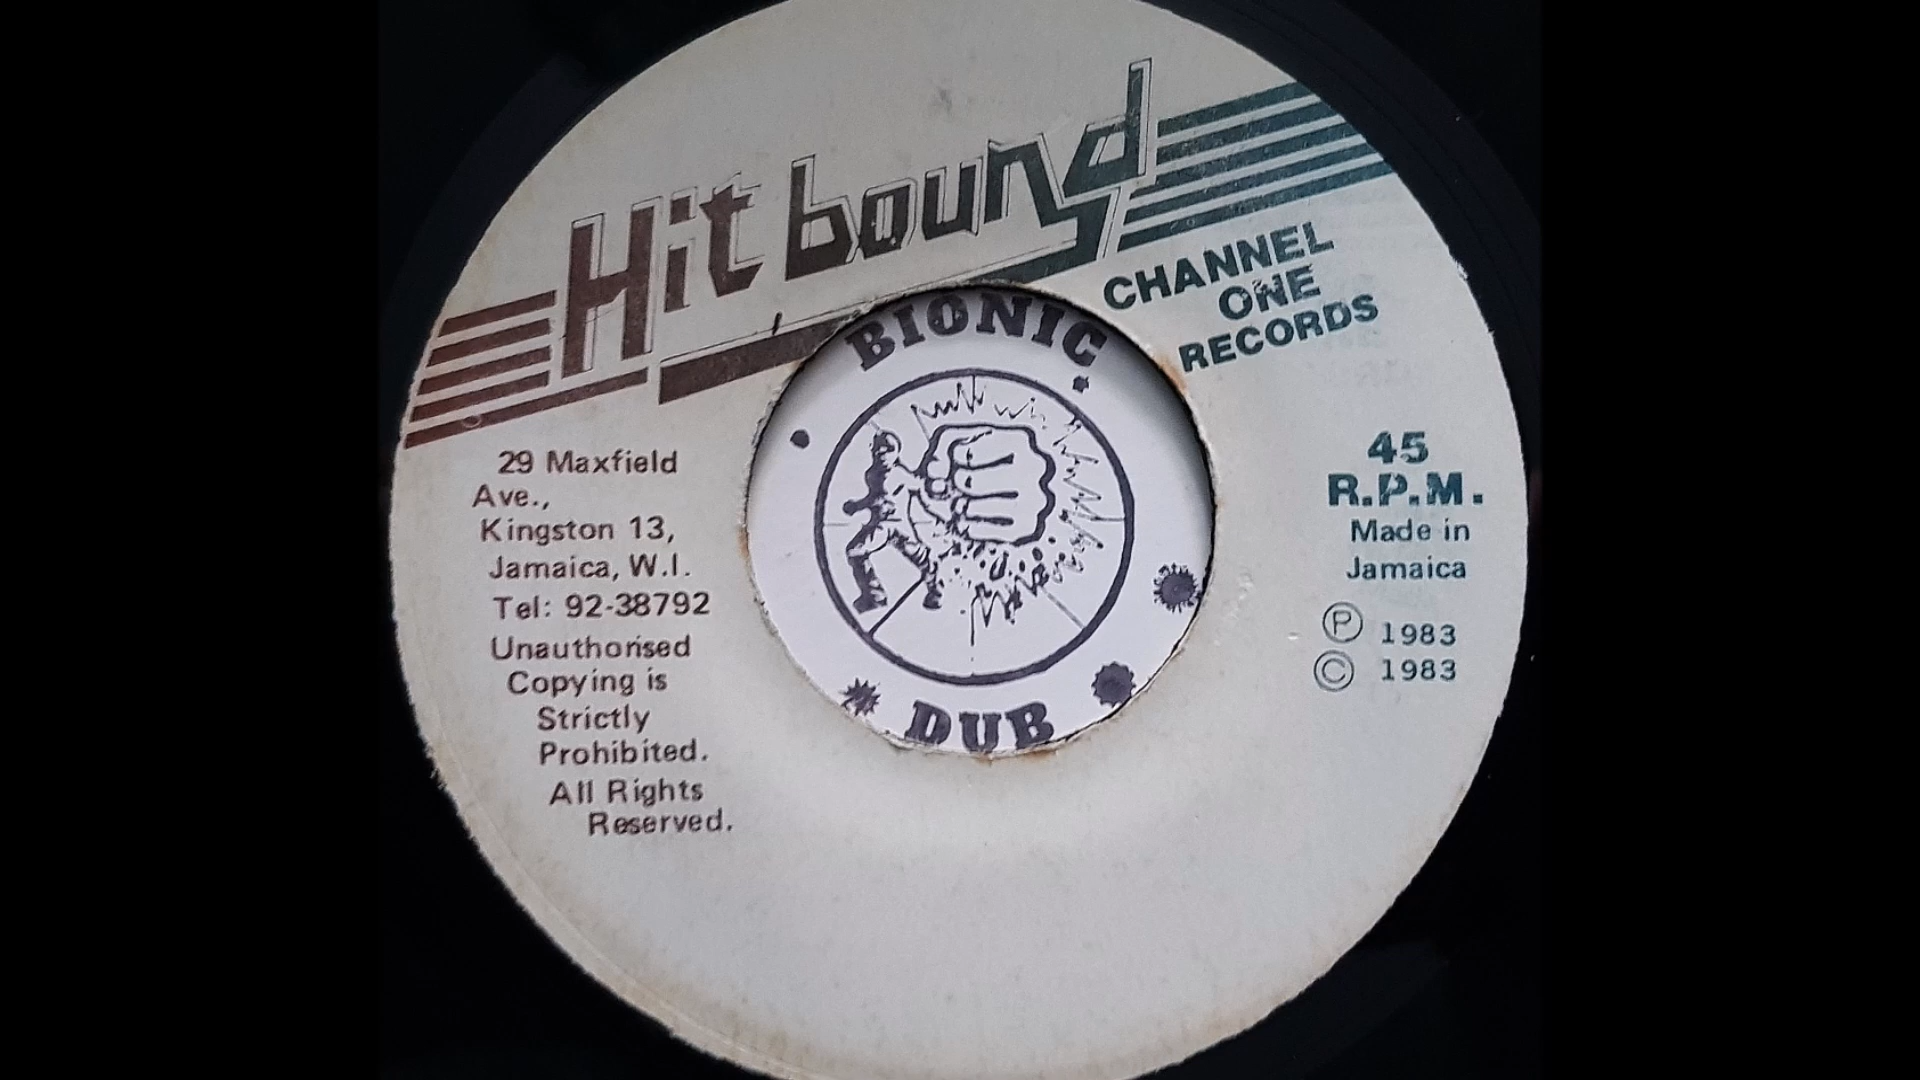 Hit bound
CHANNEL
ONE
RECORDS
BIONIC
DUB
29 Maxfield
Ave.,
Kingston 13,
Jamaica, W.I.
Tel: 92-38792
Unauthorised
Copying is
Strictly
Prohibited.
All Rights
Reserved.
45
R.P.M.
Made in
Jamaica
Ⓟ 1983
© 1983